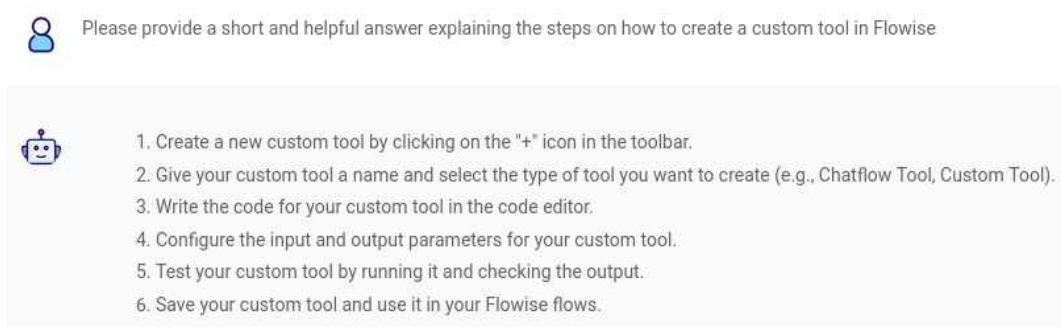 Please provide a short and helpful answer explaining the steps on how to create a custom tool in Flowise
1. Create a new custom tool by clicking on the "+" icon in the toolbar.
2. Give your custom tool a name and select the type of tool you want to create (e.g., Chatflow Tool, Custom Tool).
3. Write the code for your custom tool in the code editor.
4. Configure the input and output parameters for your custom tool.
5. Test your custom tool by running it and checking the output.
6. Save your custom tool and use it in your Flowise flows.